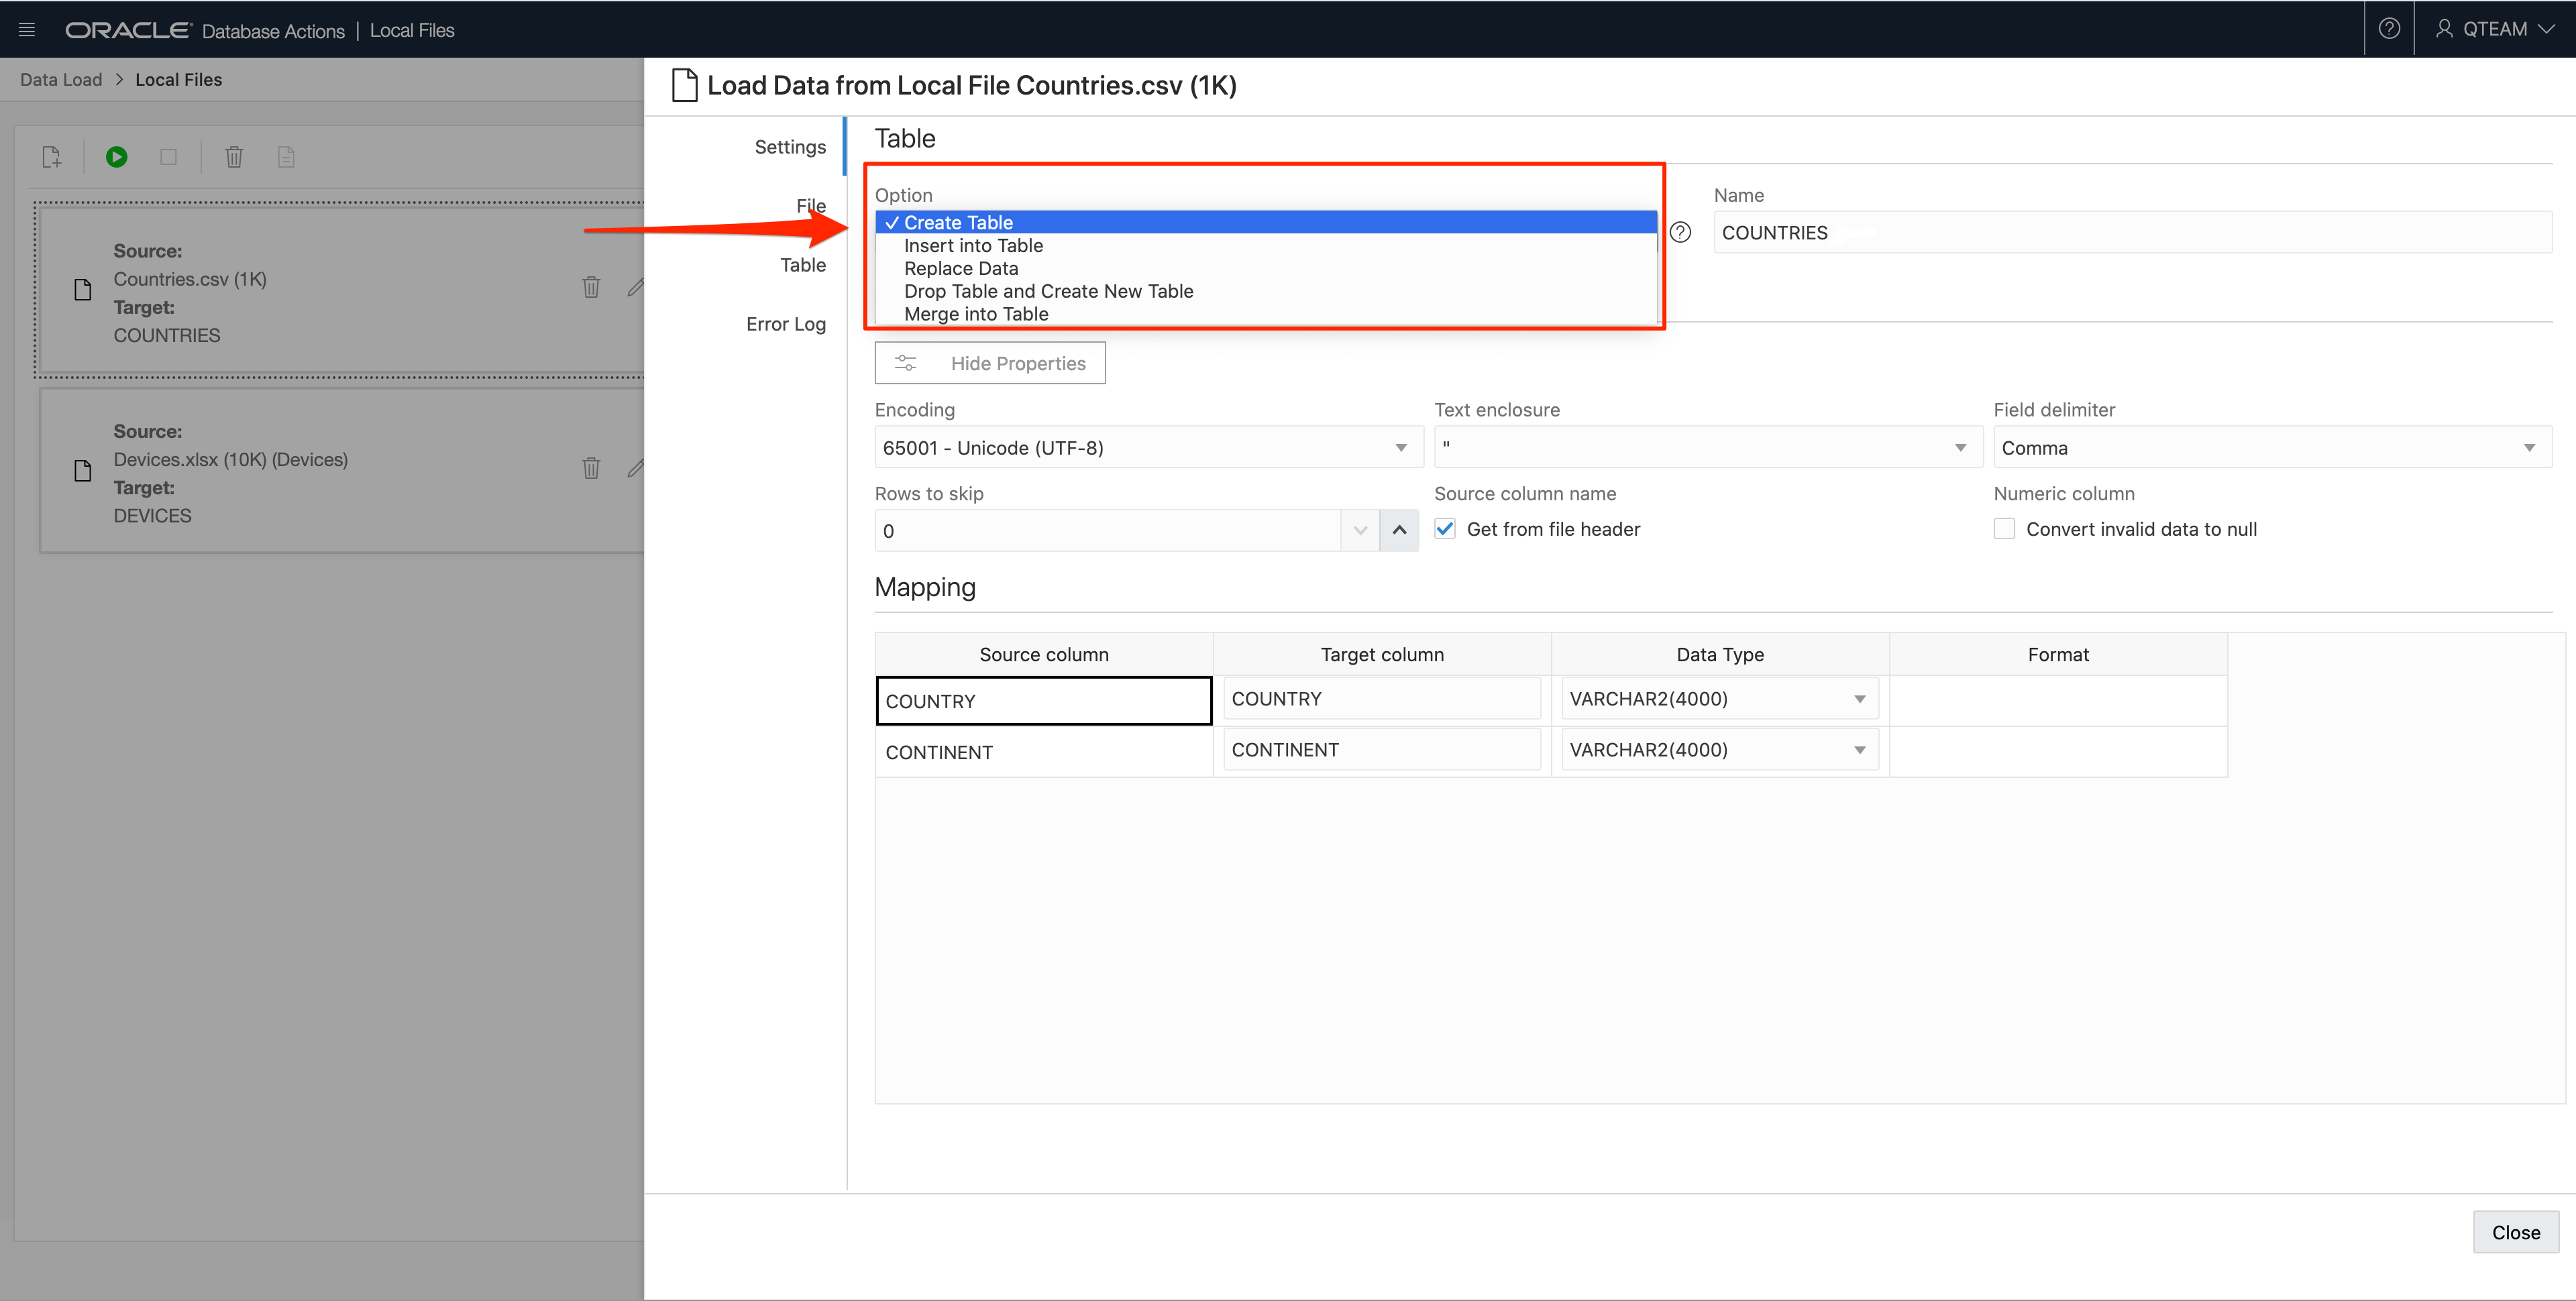 ORACLE Database Actions | Local Files
QTEAM
Data Load > Local Files
Source:
Countries.csv (1K)
Target:
COUNTRIES
Source:
Devices.xlsx (10K) (Devices)
Target:
DEVICES
Load Data from Local File Countries.csv (1K)
Settings
File
Table
Error Log
Table
Option
✓ Create Table
Insert into Table
Replace Data
Drop Table and Create New Table
Merge into Table
Name
COUNTRIES
Hide Properties
Encoding Text enclosure Field delimiter
65001 - Unicode (UTF-8) " Comma
Rows to skip Source column name Numeric column
0 Get from file header Convert invalid data to null
Mapping
Source column Target column Data Type Format
COUNTRY COUNTRY VARCHAR2(4000)
CONTINENT CONTINENT VARCHAR2(4000)
Close